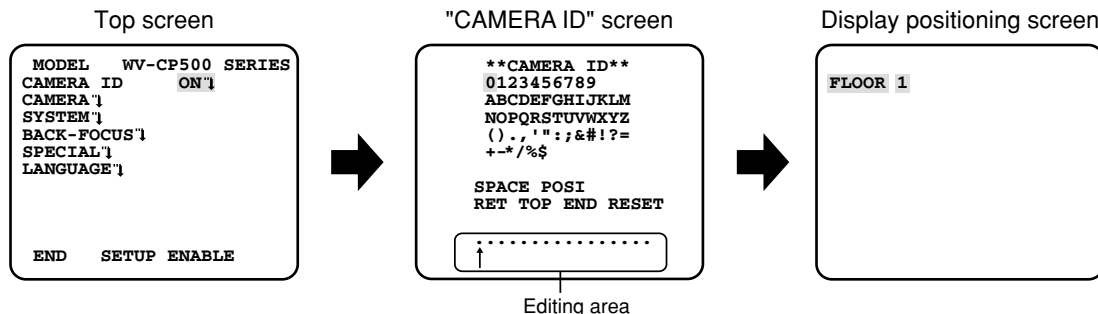 Top screen
MODEL WV-CP500 SERIES
CAMERA ID ON
CAMERA
SYSTEM
BACK-FOCUS
SPECIAL
LANGUAGE
END SETUP ENABLE
"CAMERA ID" screen
**CAMERA ID**
0123456789
ABCDEFGHIJKLM
NOPQRSTUVWXYZ
().,'":;&#!?=
+-*/%$
SPACE POSI
RET TOP END RESET
................
Editing area
Display positioning screen
FLOOR 1